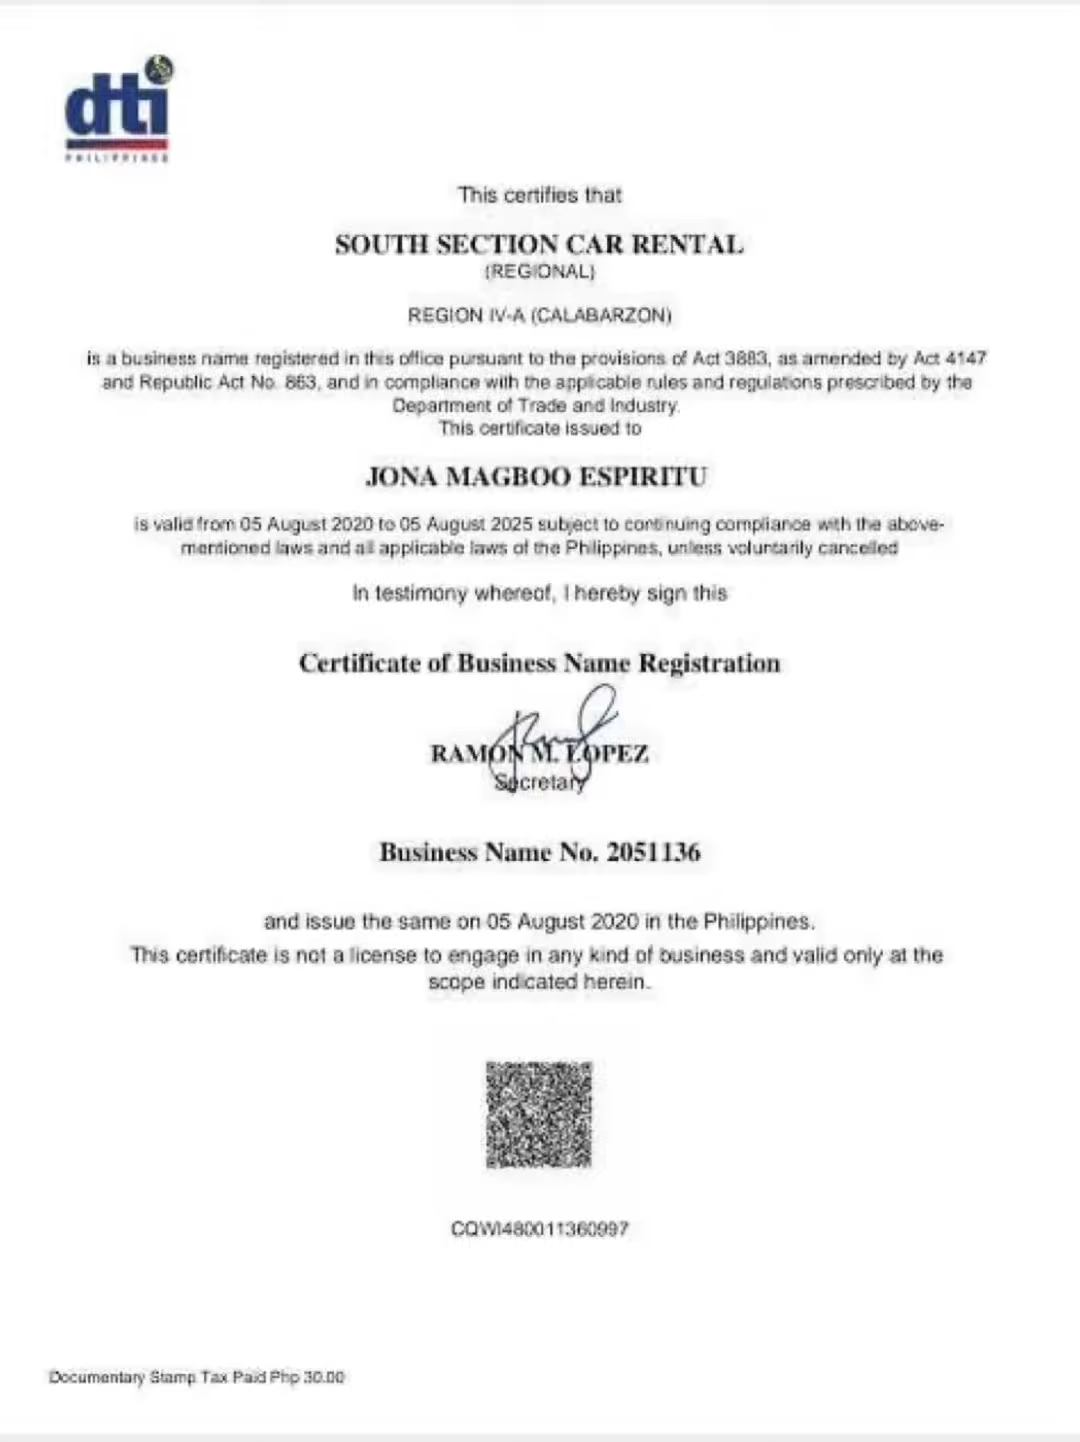 dti
PHILIPPINES
This certifies that
SOUTH SECTION CAR RENTAL
(REGIONAL)
REGION IV-A (CALABARZON)
is a business name registered in this office pursuant to the provisions of Act 3883, as amended by Act 4147
and Republic Act No. 863, and in compliance with the applicable rules and regulations prescribed by the
Department of Trade and Industry.
This certificate issued to
JONA MAGBOO ESPIRITU
is valid from 05 August 2020 to 05 August 2025 subject to continuing compliance with the above-
mentioned laws and all applicable laws of the Philippines, unless voluntarily cancelled
In testimony whereof, I hereby sign this
Certificate of Business Name Registration
RAMON M. LOPEZ
Secretary
Business Name No. 2051136
and issue the same on 05 August 2020 in the Philippines.
This certificate is not a license to engage in any kind of business and valid only at the
scope indicated herein.
CQWI480011360997
Documentary Stamp Tax Paid Php 30.00